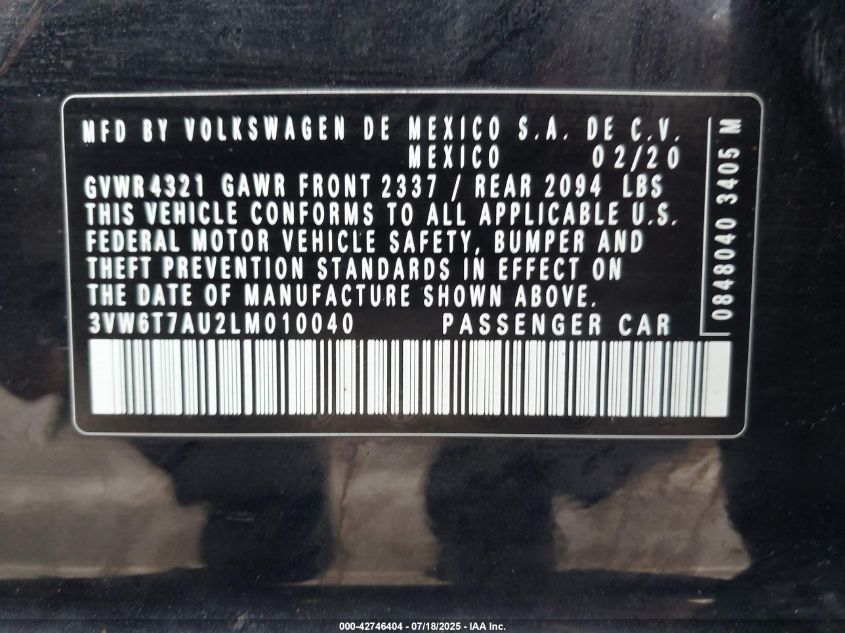 MFD BY VOLKSWAGEN DE MEXICO S.A. DE C.V.
MEXICO 02/20
GVWR 4321 GAWR FRONT 2337 / REAR 2094 LBS
THIS VEHICLE CONFORMS TO ALL APPLICABLE U.S.
FEDERAL MOTOR VEHICLE SAFETY, BUMPER AND
THEFT PREVENTION STANDARDS IN EFFECT ON
THE DATE OF MANUFACTURE SHOWN ABOVE.
3VW6T7AU2LM010040 PASSENGER CAR
0848040 3405 M
000-42746404 - 07/18/2025 - IAA Inc.